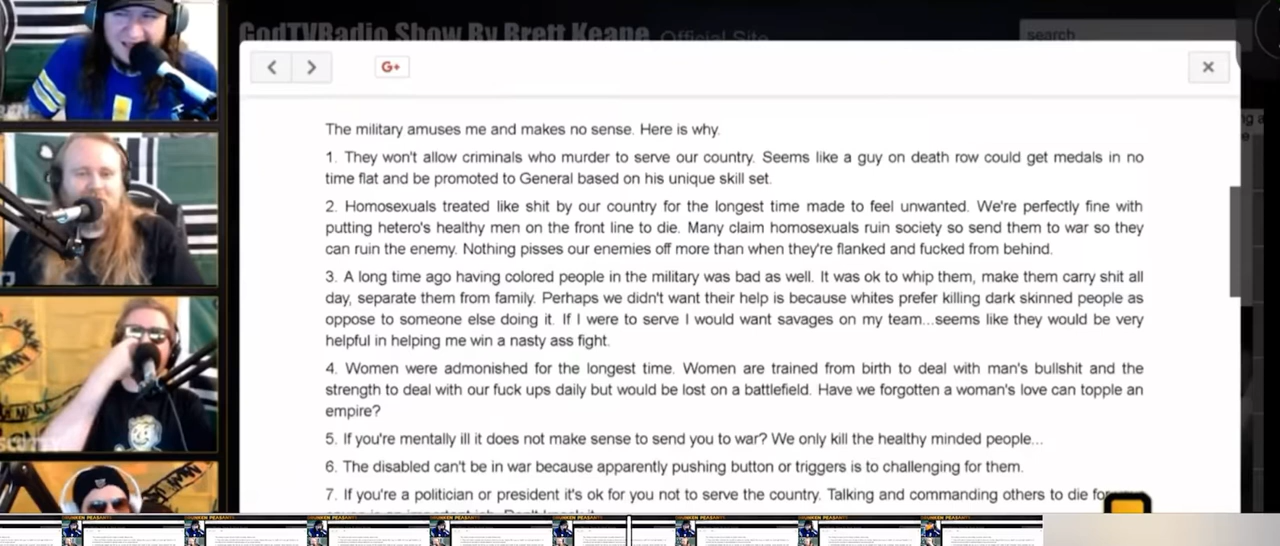 GodTVRadio Show By Brett Keane Official Site
search
G+
The military amuses me and makes no sense. Here is why.
1. They won't allow criminals who murder to serve our country. Seems like a guy on death row could get medals in no
time flat and be promoted to General based on his unique skill set.
2. Homosexuals treated like shit by our country for the longest time made to feel unwanted. We're perfectly fine with
putting hetero's healthy men on the front line to die. Many claim homosexuals ruin society so send them to war so they
can ruin the enemy. Nothing pisses our enemies off more than when they're flanked and fucked from behind.
3. A long time ago having colored people in the military was bad as well. It was ok to whip them, make them carry shit all
day, separate them from family. Perhaps we didn't want their help is because whites prefer killing dark skinned people as
oppose to someone else doing it. If I were to serve I would want savages on my team...seems like they would be very
helpful in helping me win a nasty ass fight.
4. Women were admonished for the longest time. Women are trained from birth to deal with man's bullshit and the
strength to deal with our fuck ups daily but would be lost on a battlefield. Have we forgotten a woman's love can topple an
empire?
5. If you're mentally ill it does not make sense to send you to war? We only kill the healthy minded people...
6. The disabled can't be in war because apparently pushing button or triggers is to challenging for them.
7. If you're a politician or president it's ok for you not to serve the country. Talking and commanding others to die for